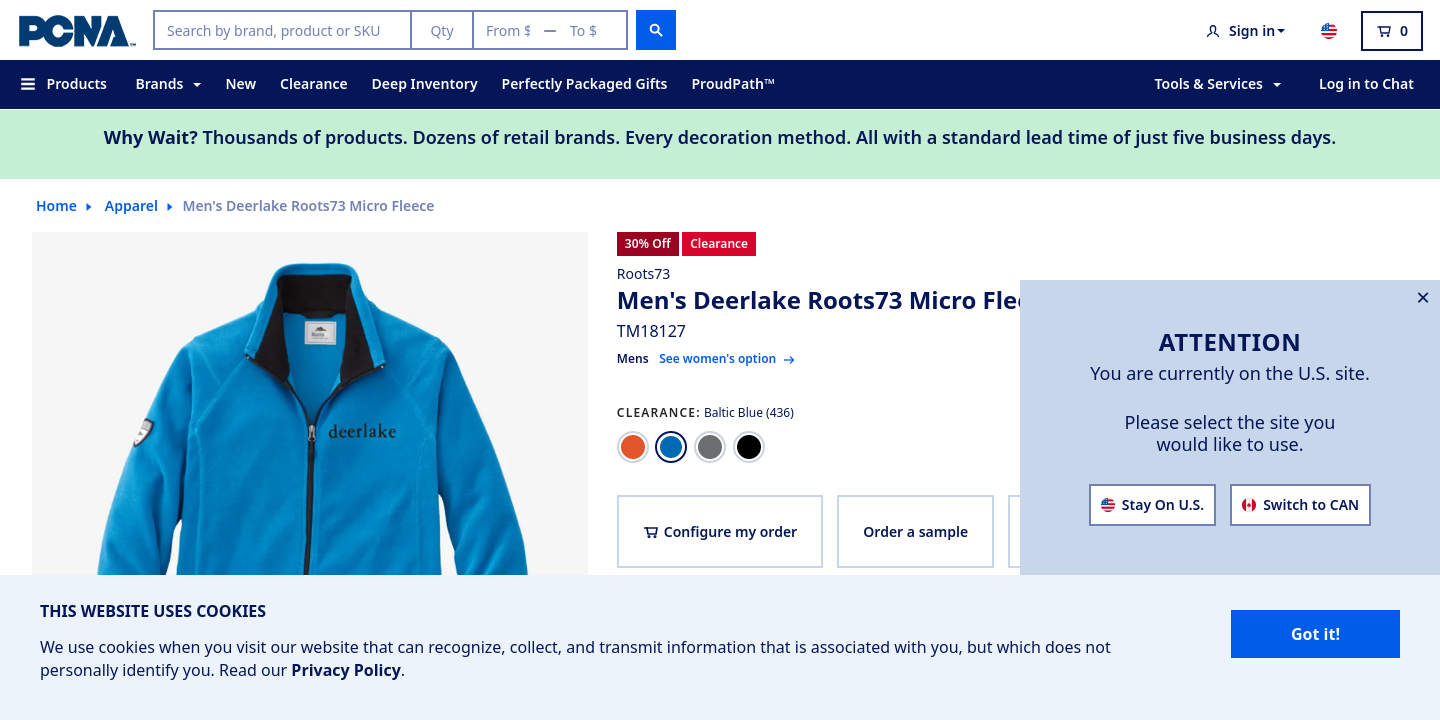 PCNA™
Search by brand, product or SKU
Qty
From $ — To $
Sign in
0
Products
Brands
New
Clearance
Deep Inventory
Perfectly Packaged Gifts
ProudPath™
Tools & Services
Log in to Chat
Why Wait? Thousands of products. Dozens of retail brands. Every decoration method. All with a standard lead time of just five business days.
Home
Apparel
Men's Deerlake Roots73 Micro Fleece
deerlake
30% Off
Clearance
Roots73
Men's Deerlake Roots73 Micro Flee
TM18127
Mens See women's option
CLEARANCE: Baltic Blue (436)
Configure my order
Order a sample
ATTENTION
You are currently on the U.S. site.
Please select the site you
would like to use.
Stay On U.S.
Switch to CAN
THIS WEBSITE USES COOKIES
We use cookies when you visit our website that can recognize, collect, and transmit information that is associated with you, but which does not
personally identify you. Read our Privacy Policy.
Got it!